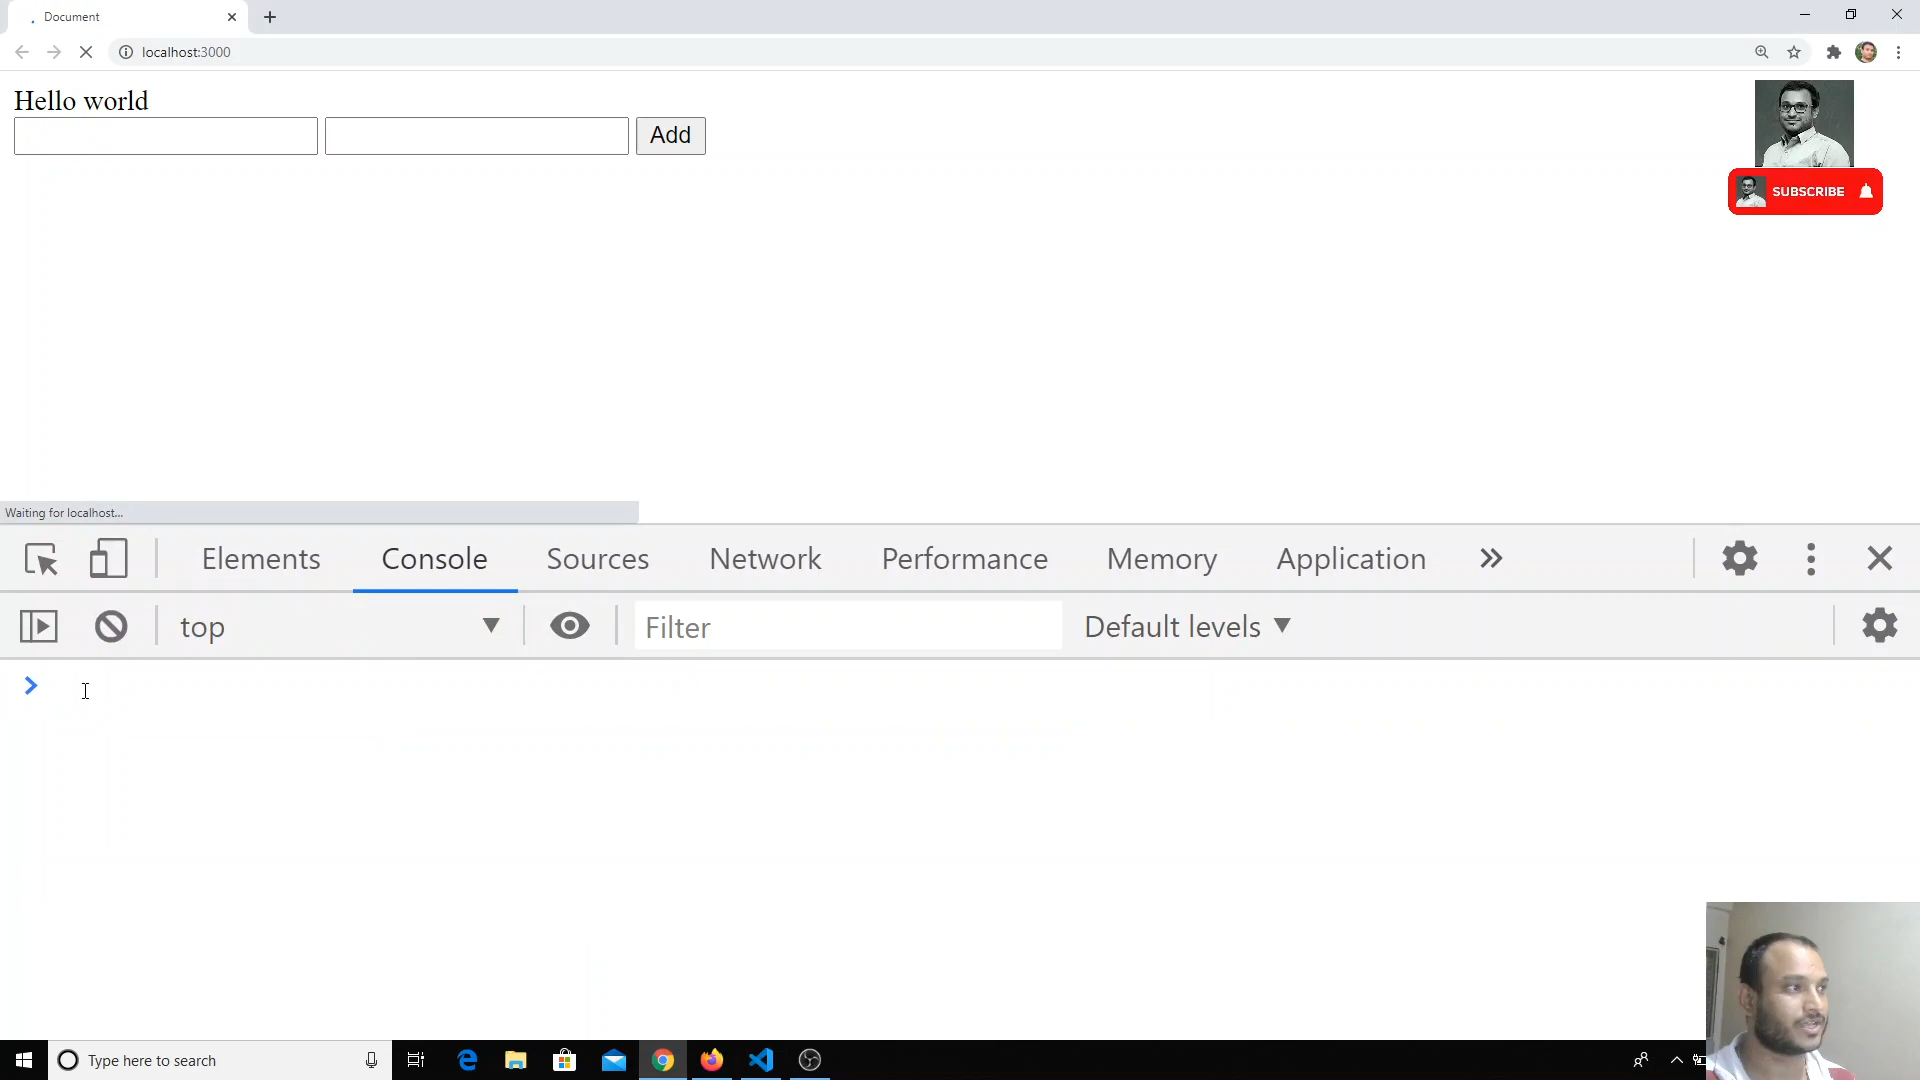 Document
localhost:3000
Hello world
Add
SUBSCRIBE
Waiting for localhost...
Elements Console Sources Network Performance Memory Application
top Filter Default levels
Type here to search